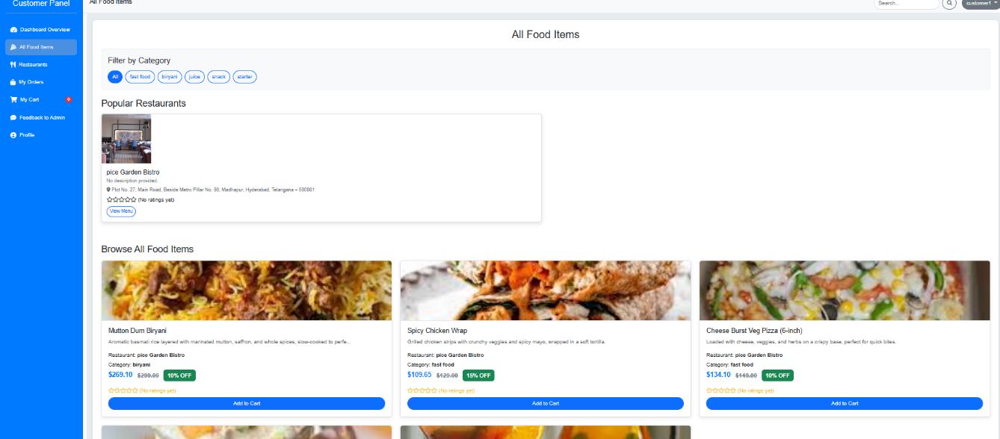 Customer Panel
All Food Items
Search...
customer1
Dashboard Overview
All Food Items
Restaurants
My Orders
My Cart
0
Feedback to Admin
Profile
All Food Items
Filter by Category
All
fast food
biryani
juice
snack
starter
Popular Restaurants
pice Garden Bistro
No description provided.
Plot No. 27, Main Road, Beside Metro Pillar No. 56, Madhapur, Hyderabad, Telangana – 500081
(No ratings yet)
View Menu
Browse All Food Items
Mutton Dum Biryani
Aromatic basmati rice layered with marinated mutton, saffron, and whole spices, slow-cooked to perfe...
Restaurant: pice Garden Bistro
Category: biryani
$269.10 $299.00 10% OFF
(No ratings yet)
Add to Cart
Spicy Chicken Wrap
Grilled chicken strips with crunchy veggies and spicy mayo, wrapped in a soft tortilla.
Restaurant: pice Garden Bistro
Category: fast food
$109.65 $129.00 15% OFF
(No ratings yet)
Add to Cart
Cheese Burst Veg Pizza (6-inch)
Loaded with cheese, veggies, and herbs on a crispy base, perfect for quick bites.
Restaurant: pice Garden Bistro
Category: fast food
$134.10 $149.00 10% OFF
(No ratings yet)
Add to Cart